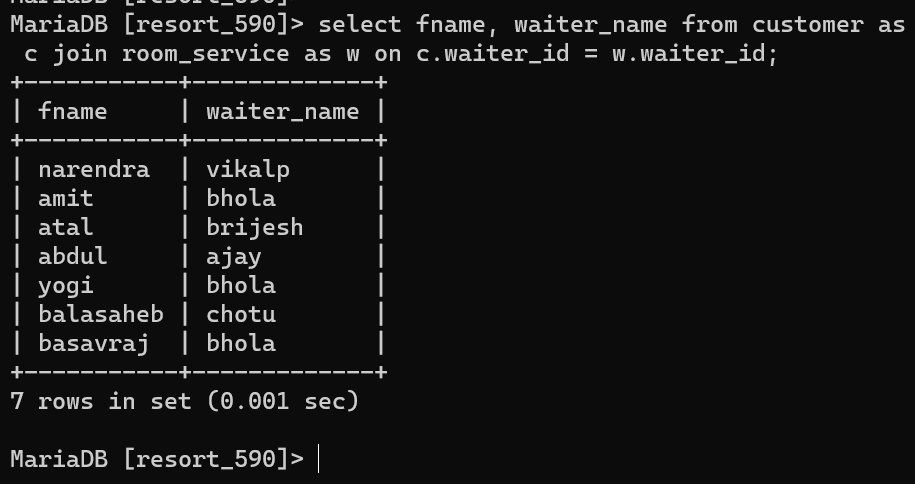 MariaDB [resort_590]>
MariaDB [resort_590]> select fname, waiter_name from customer as
 c join room_service as w on c.waiter_id = w.waiter_id;
+-----------+-------------+
| fname     | waiter_name |
+-----------+-------------+
| narendra  | vikalp      |
| amit      | bhola       |
| atal      | brijesh     |
| abdul     | ajay        |
| yogi      | bhola       |
| balasaheb | chotu       |
| basavraj  | bhola       |
+-----------+-------------+
7 rows in set (0.001 sec)

MariaDB [resort_590]>